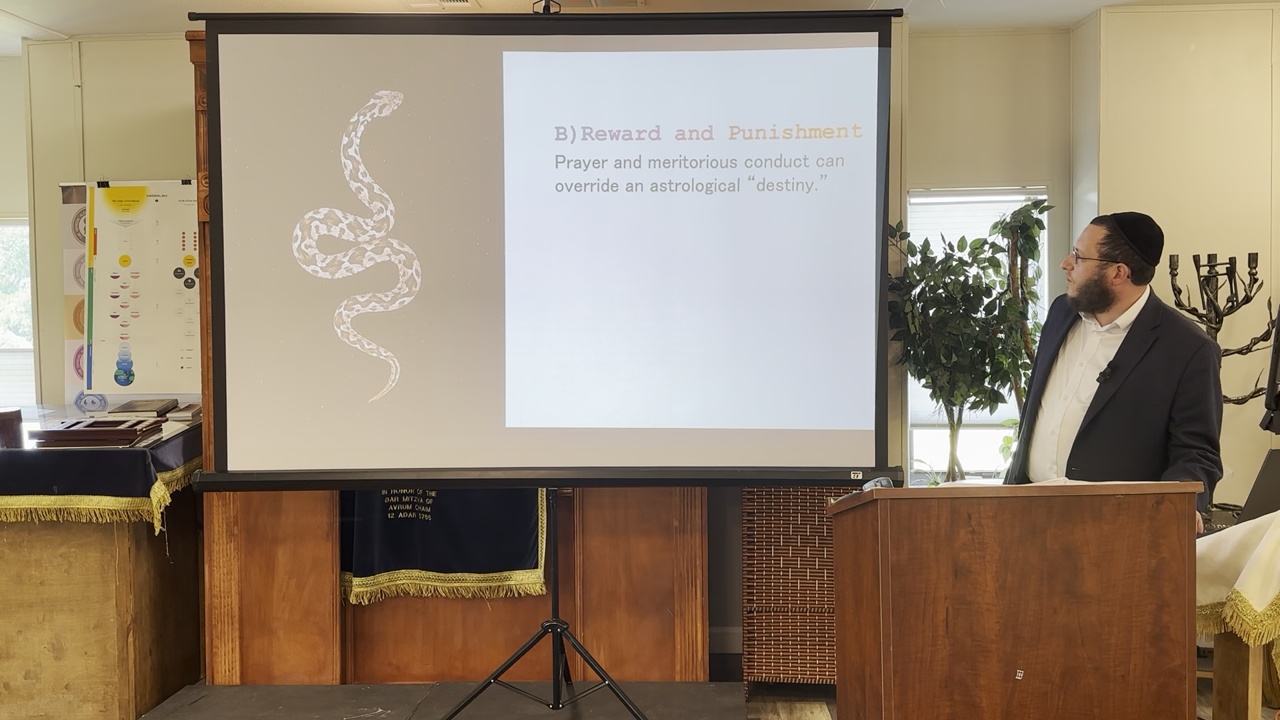 B)Reward and Punishment
Prayer and meritorious conduct can
override an astrological “destiny.”
IN HONOR OF THE
BAR MITZVA OF
AVRUM CHAIM
12 ADAR 5766